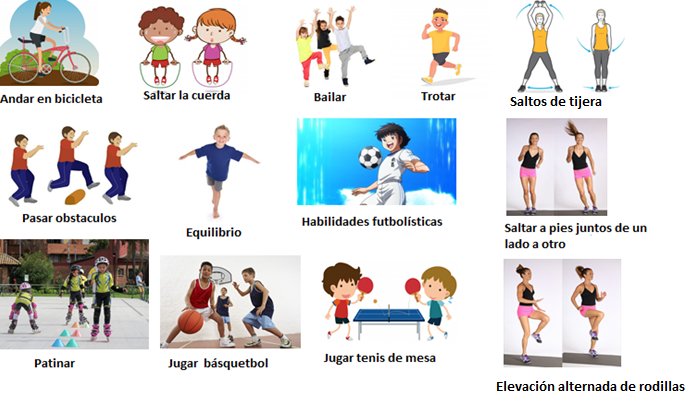 Andar en bicicleta
Saltar la cuerda
Bailar
Trotar
Saltos de tijera
Pasar obstaculos
Equilibrio
Habilidades futbolísticas
Saltar a pies juntos de un
lado a otro
Patinar
Jugar básquetbol
Jugar tenis de mesa
Elevación alternada de rodillas